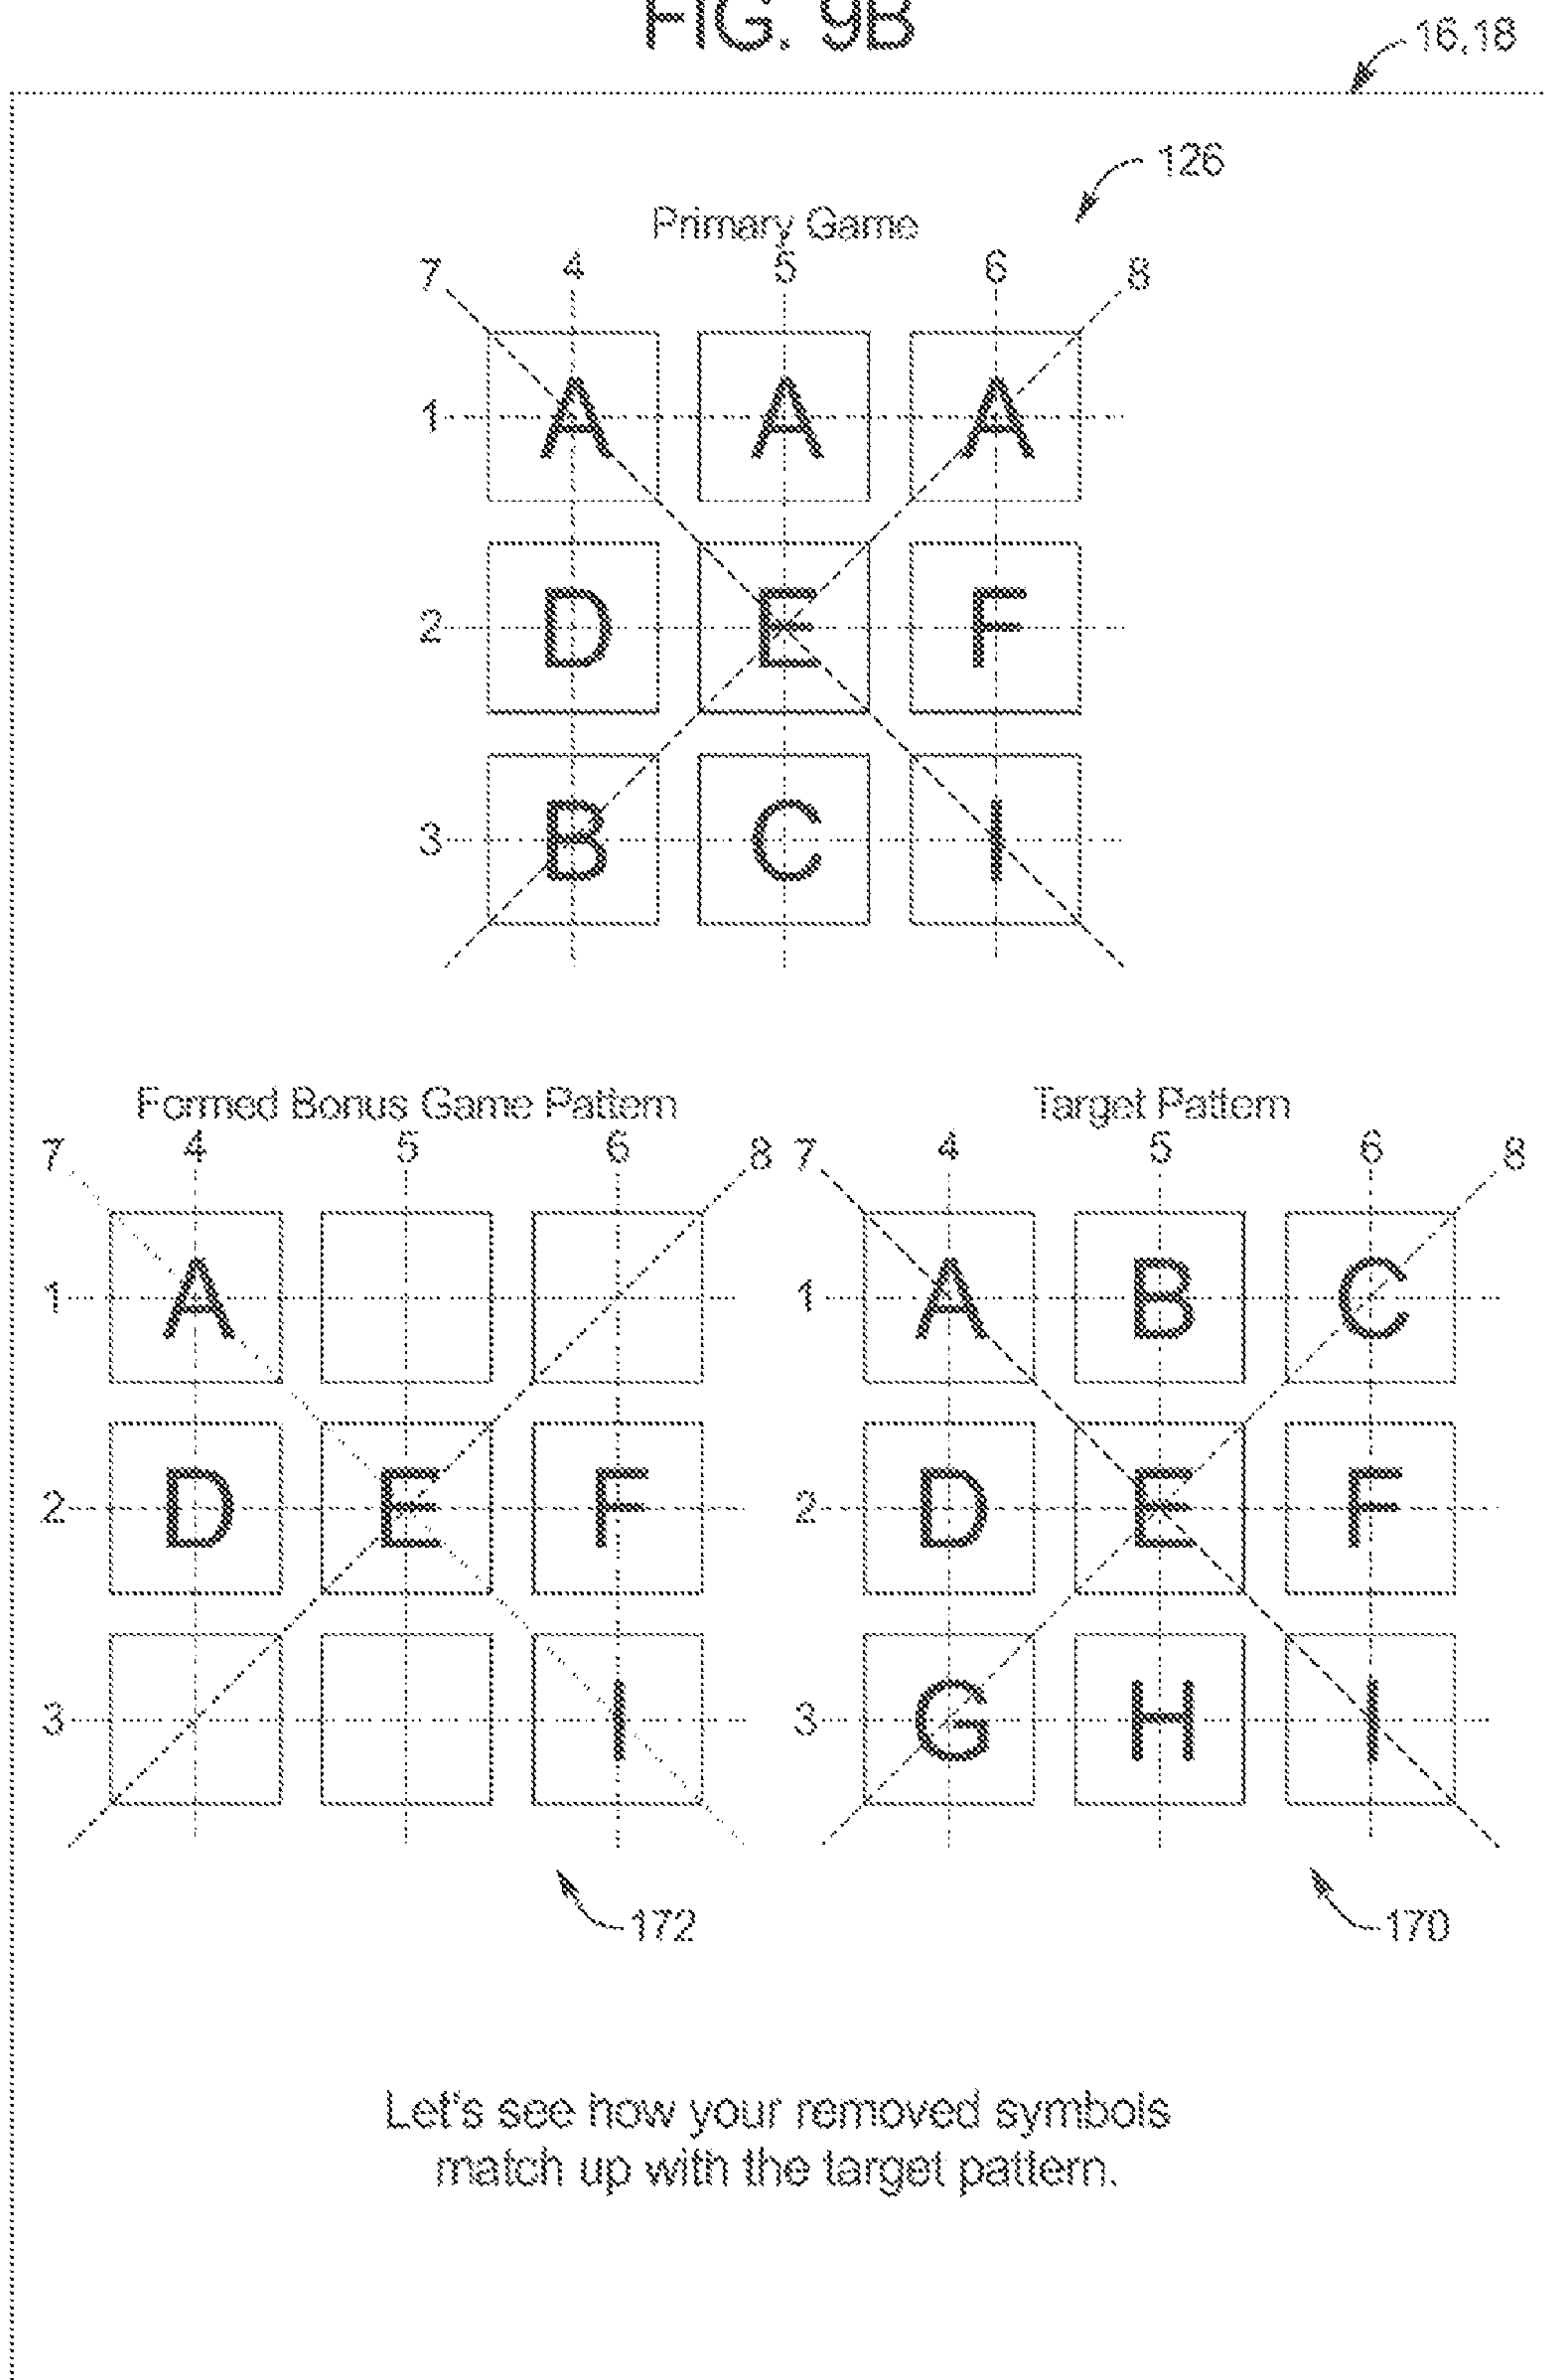 FIG. 9B
16,18
126
Primary Game
7 4 5 6 8
1 A A A
2 D E F
3 B C I
Formed Bonus Game Pattern
7 4 5 6 8
1 A
2 D E F
3 I
172
Target Pattern
7 4 5 6 8
1 A B C
2 D E F
3 G H I
170
Let's see how your removed symbols
match up with the target pattern.